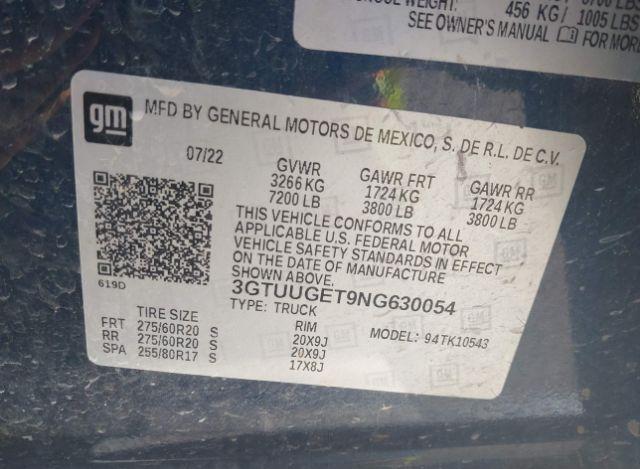 456 KG / 1005 LBS
SEE OWNER'S MANUAL FOR MOR
gm
MFD BY GENERAL MOTORS DE MEXICO, S. DE R.L. DE C.V.
07/22 GVWR GAWR FRT GAWR RR
3266 KG 1724 KG 1724 KG
7200 LB 3800 LB 3800 LB
THIS VEHICLE CONFORMS TO ALL
APPLICABLE U.S. FEDERAL MOTOR
VEHICLE SAFETY STANDARDS IN EFFECT
ON THE DATE OF MANUFACTURE
SHOWN ABOVE.
619D
3GTUUGET9NG630054
TYPE: TRUCK MODEL: 94TK10543
TIRE SIZE RIM
FRT 275/60R20 S 20X9J
RR 275/60R20 S 20X9J
SPA 255/80R17 S 17X8J